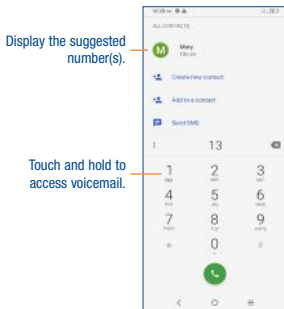 ALL CONTACTS
Display the suggested
number(s).
M
Mary
Create new contact
Add to a contact
Send SMS
13
Touch and hold to
access voicemail.
1 2 3
4 5 6
7 8 9
* 0 #